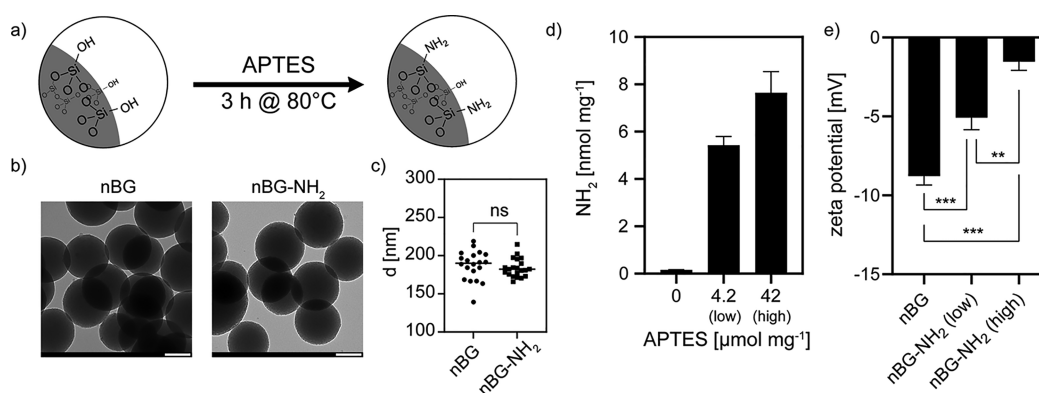 a)
OH
Si
O
O
O
Si
OH
O
Si
OH
O
O
APTES
3 h @ 80°C
NH2
Si
O
O
O
Si
OH
O
Si
NH2
O
O
b)
nBG
nBG-NH2
c)
d [nm]
300
250
200
150
100
ns
nBG
nBG-NH2
d)
NH2 [nmol mg-1]
10
8
6
4
2
0
0
4.2
42
(low)
(high)
APTES [µmol mg-1]
e)
zeta potential [mV]
0
-5
-10
-15
**
***
***
nBG
nBG-NH2 (low)
nBG-NH2 (high)